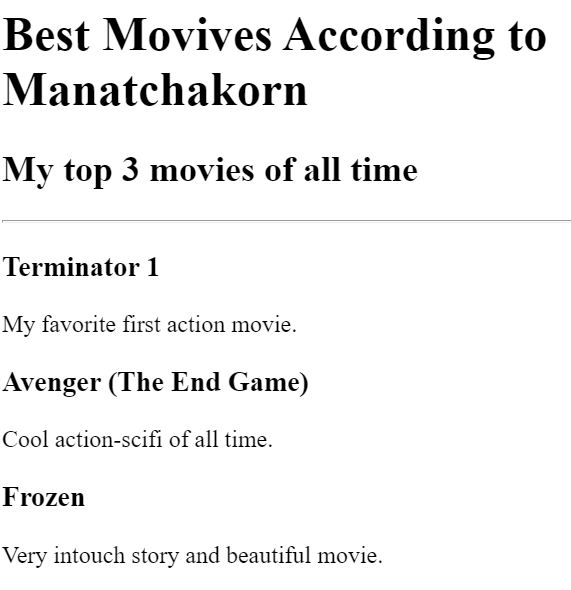 Best Movives According to
Manatchakorn
My top 3 movies of all time
Terminator 1
My favorite first action movie.
Avenger (The End Game)
Cool action-scifi of all time.
Frozen
Very intouch story and beautiful movie.